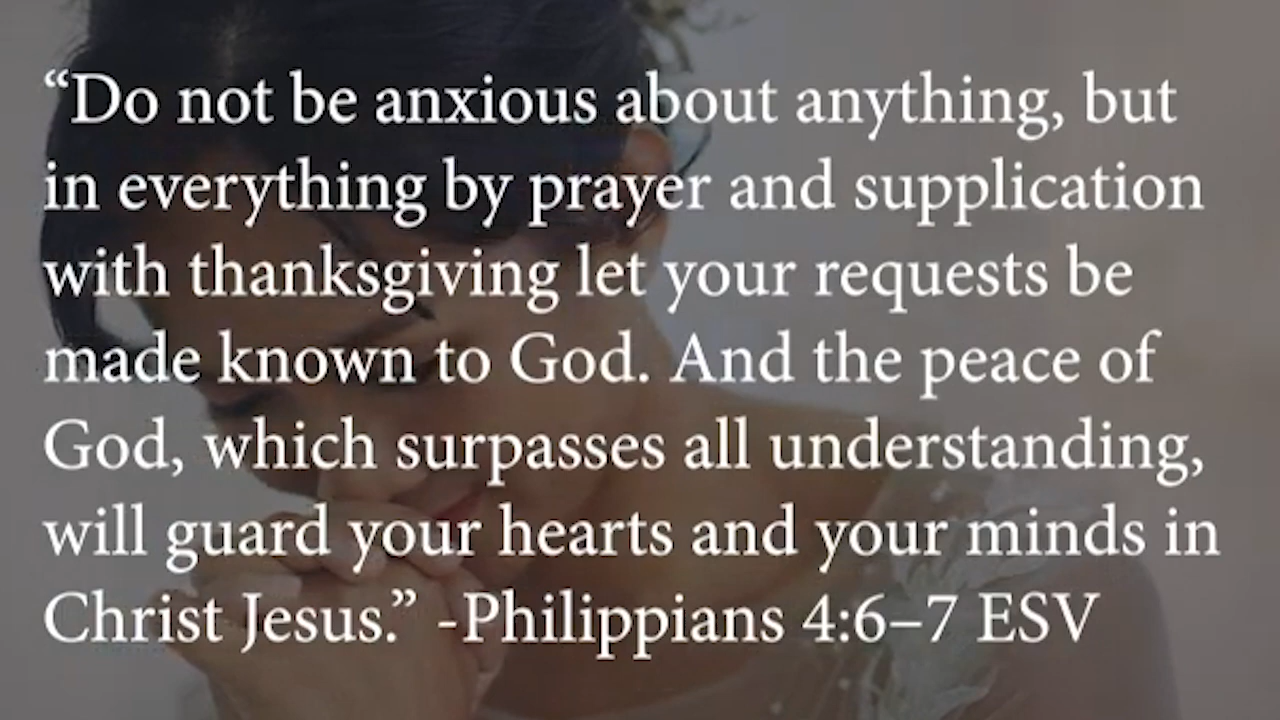 “Do not be anxious about anything, but
in everything by prayer and supplication
with thanksgiving let your requests be
made known to God. And the peace of
God, which surpasses all understanding,
will guard your hearts and your minds in
Christ Jesus.” -Philippians 4:6–7 ESV